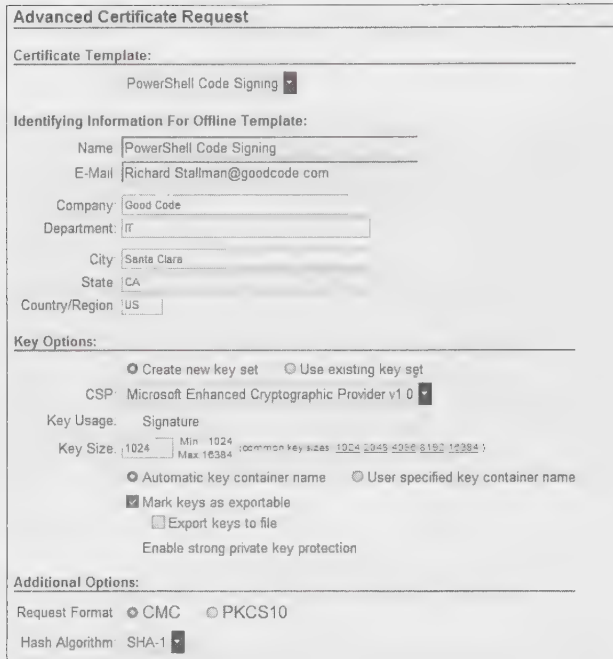 Advanced Certificate Request
Certificate Template:
PowerShell Code Signing
Identifying Information For Offline Template:
Name PowerShell Code Signing
E-Mail Richard Stallman@goodcode com
Company Good Code
Department: IT
City Santa Clara
State CA
Country/Region US
Key Options:
Create new key set Use existing key set
CSP: Microsoft Enhanced Cryptographic Provider v1 0
Key Usage. Signature
Key Size. 1024 Min 1024 Max 16384 (common key sizes 1024 2048 4096 8192 16384 )
Automatic key container name User specified key container name
Mark keys as exportable
Export keys to file
Enable strong private key protection
Additional Options:
Request Format CMC PKCS10
Hash Algorithm SHA-1